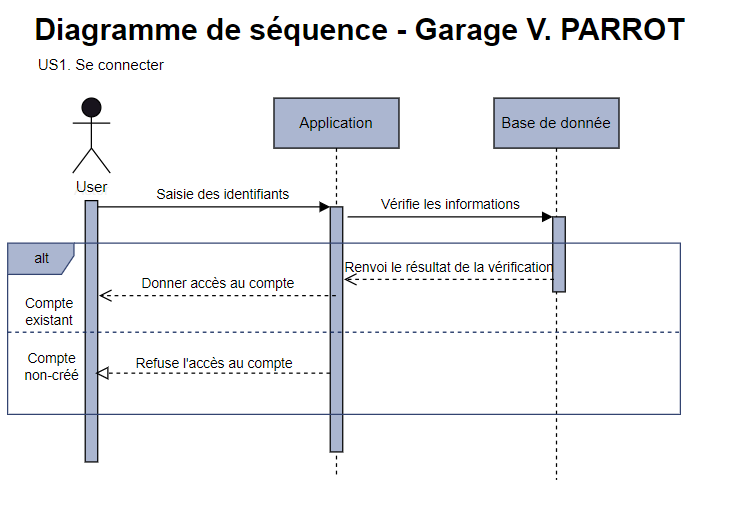 Diagramme de séquence - Garage V. PARROT
US1. Se connecter
Application
Base de donnée
User
Saisie des identifiants
Vérifie les informations
alt
Renvoi le résultat de la vérification
Donner accès au compte
Compte
existant
Compte
non-créé
Refuse l'accès au compte